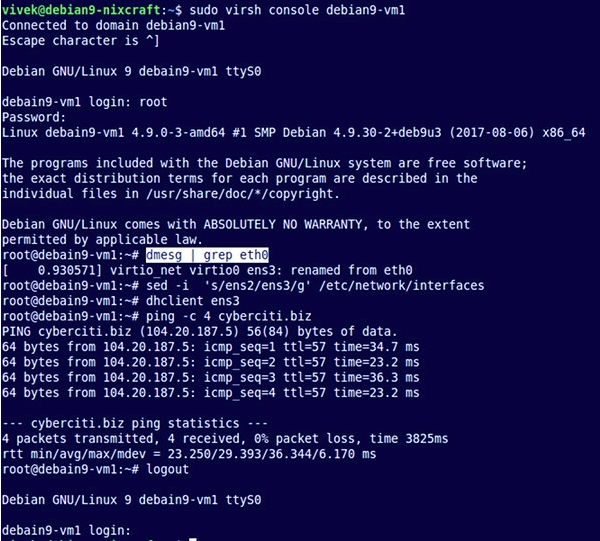 vivek@debian9-nixcraft:~$ sudo virsh console debian9-vm1
Connected to domain debian9-vm1
Escape character is ^]
Debian GNU/Linux 9 debain9-vm1 ttyS0
debain9-vm1 login: root
Password:
Linux debain9-vm1 4.9.0-3-amd64 #1 SMP Debian 4.9.30-2+deb9u3 (2017-08-06) x86_64
The programs included with the Debian GNU/Linux system are free software;
the exact distribution terms for each program are described in the
individual files in /usr/share/doc/*/copyright.
Debian GNU/Linux comes with ABSOLUTELY NO WARRANTY, to the extent
permitted by applicable law.
root@debain9-vm1:~# dmesg | grep eth0
[    0.930571] virtio_net virtio0 ens3: renamed from eth0
root@debain9-vm1:~# sed -i  's/ens2/ens3/g' /etc/network/interfaces
root@debain9-vm1:~# dhclient ens3
root@debain9-vm1:~# ping -c 4 cyberciti.biz
PING cyberciti.biz (104.20.187.5) 56(84) bytes of data.
64 bytes from 104.20.187.5: icmp_seq=1 ttl=57 time=34.7 ms
64 bytes from 104.20.187.5: icmp_seq=2 ttl=57 time=23.2 ms
64 bytes from 104.20.187.5: icmp_seq=3 ttl=57 time=36.3 ms
64 bytes from 104.20.187.5: icmp_seq=4 ttl=57 time=23.2 ms
--- cyberciti.biz ping statistics ---
4 packets transmitted, 4 received, 0% packet loss, time 3825ms
rtt min/avg/max/mdev = 23.250/29.393/36.344/6.170 ms
root@debain9-vm1:~# logout
Debian GNU/Linux 9 debain9-vm1 ttyS0
debain9-vm1 login: